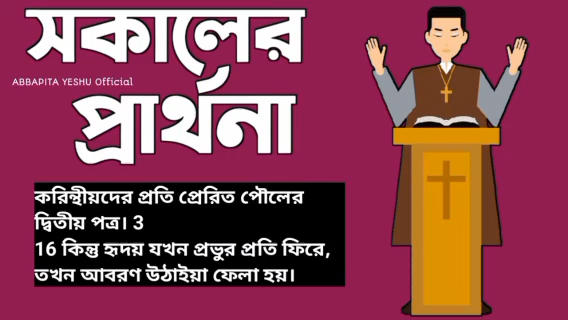 সকালের
ABBAPITA YESHU Official
প্রার্থনা
করিন্থীয়দের প্রতি প্রেরিত পৌলের
দ্বিতীয় পত্র। 3
16 কিন্তু হৃদয় যখন প্রভুর প্রতি ফিরে,
তখন আবরণ উঠাইয়া ফেলা হয়।